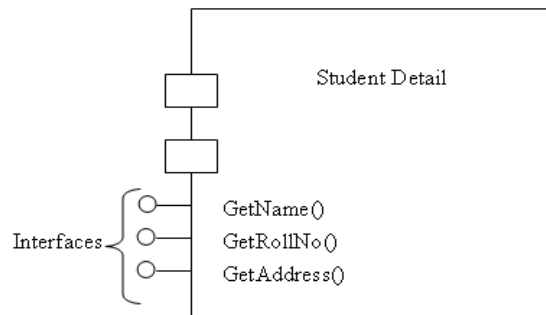 Student Detail
GetName()
Interfaces
GetRollNo()
GetAddress()